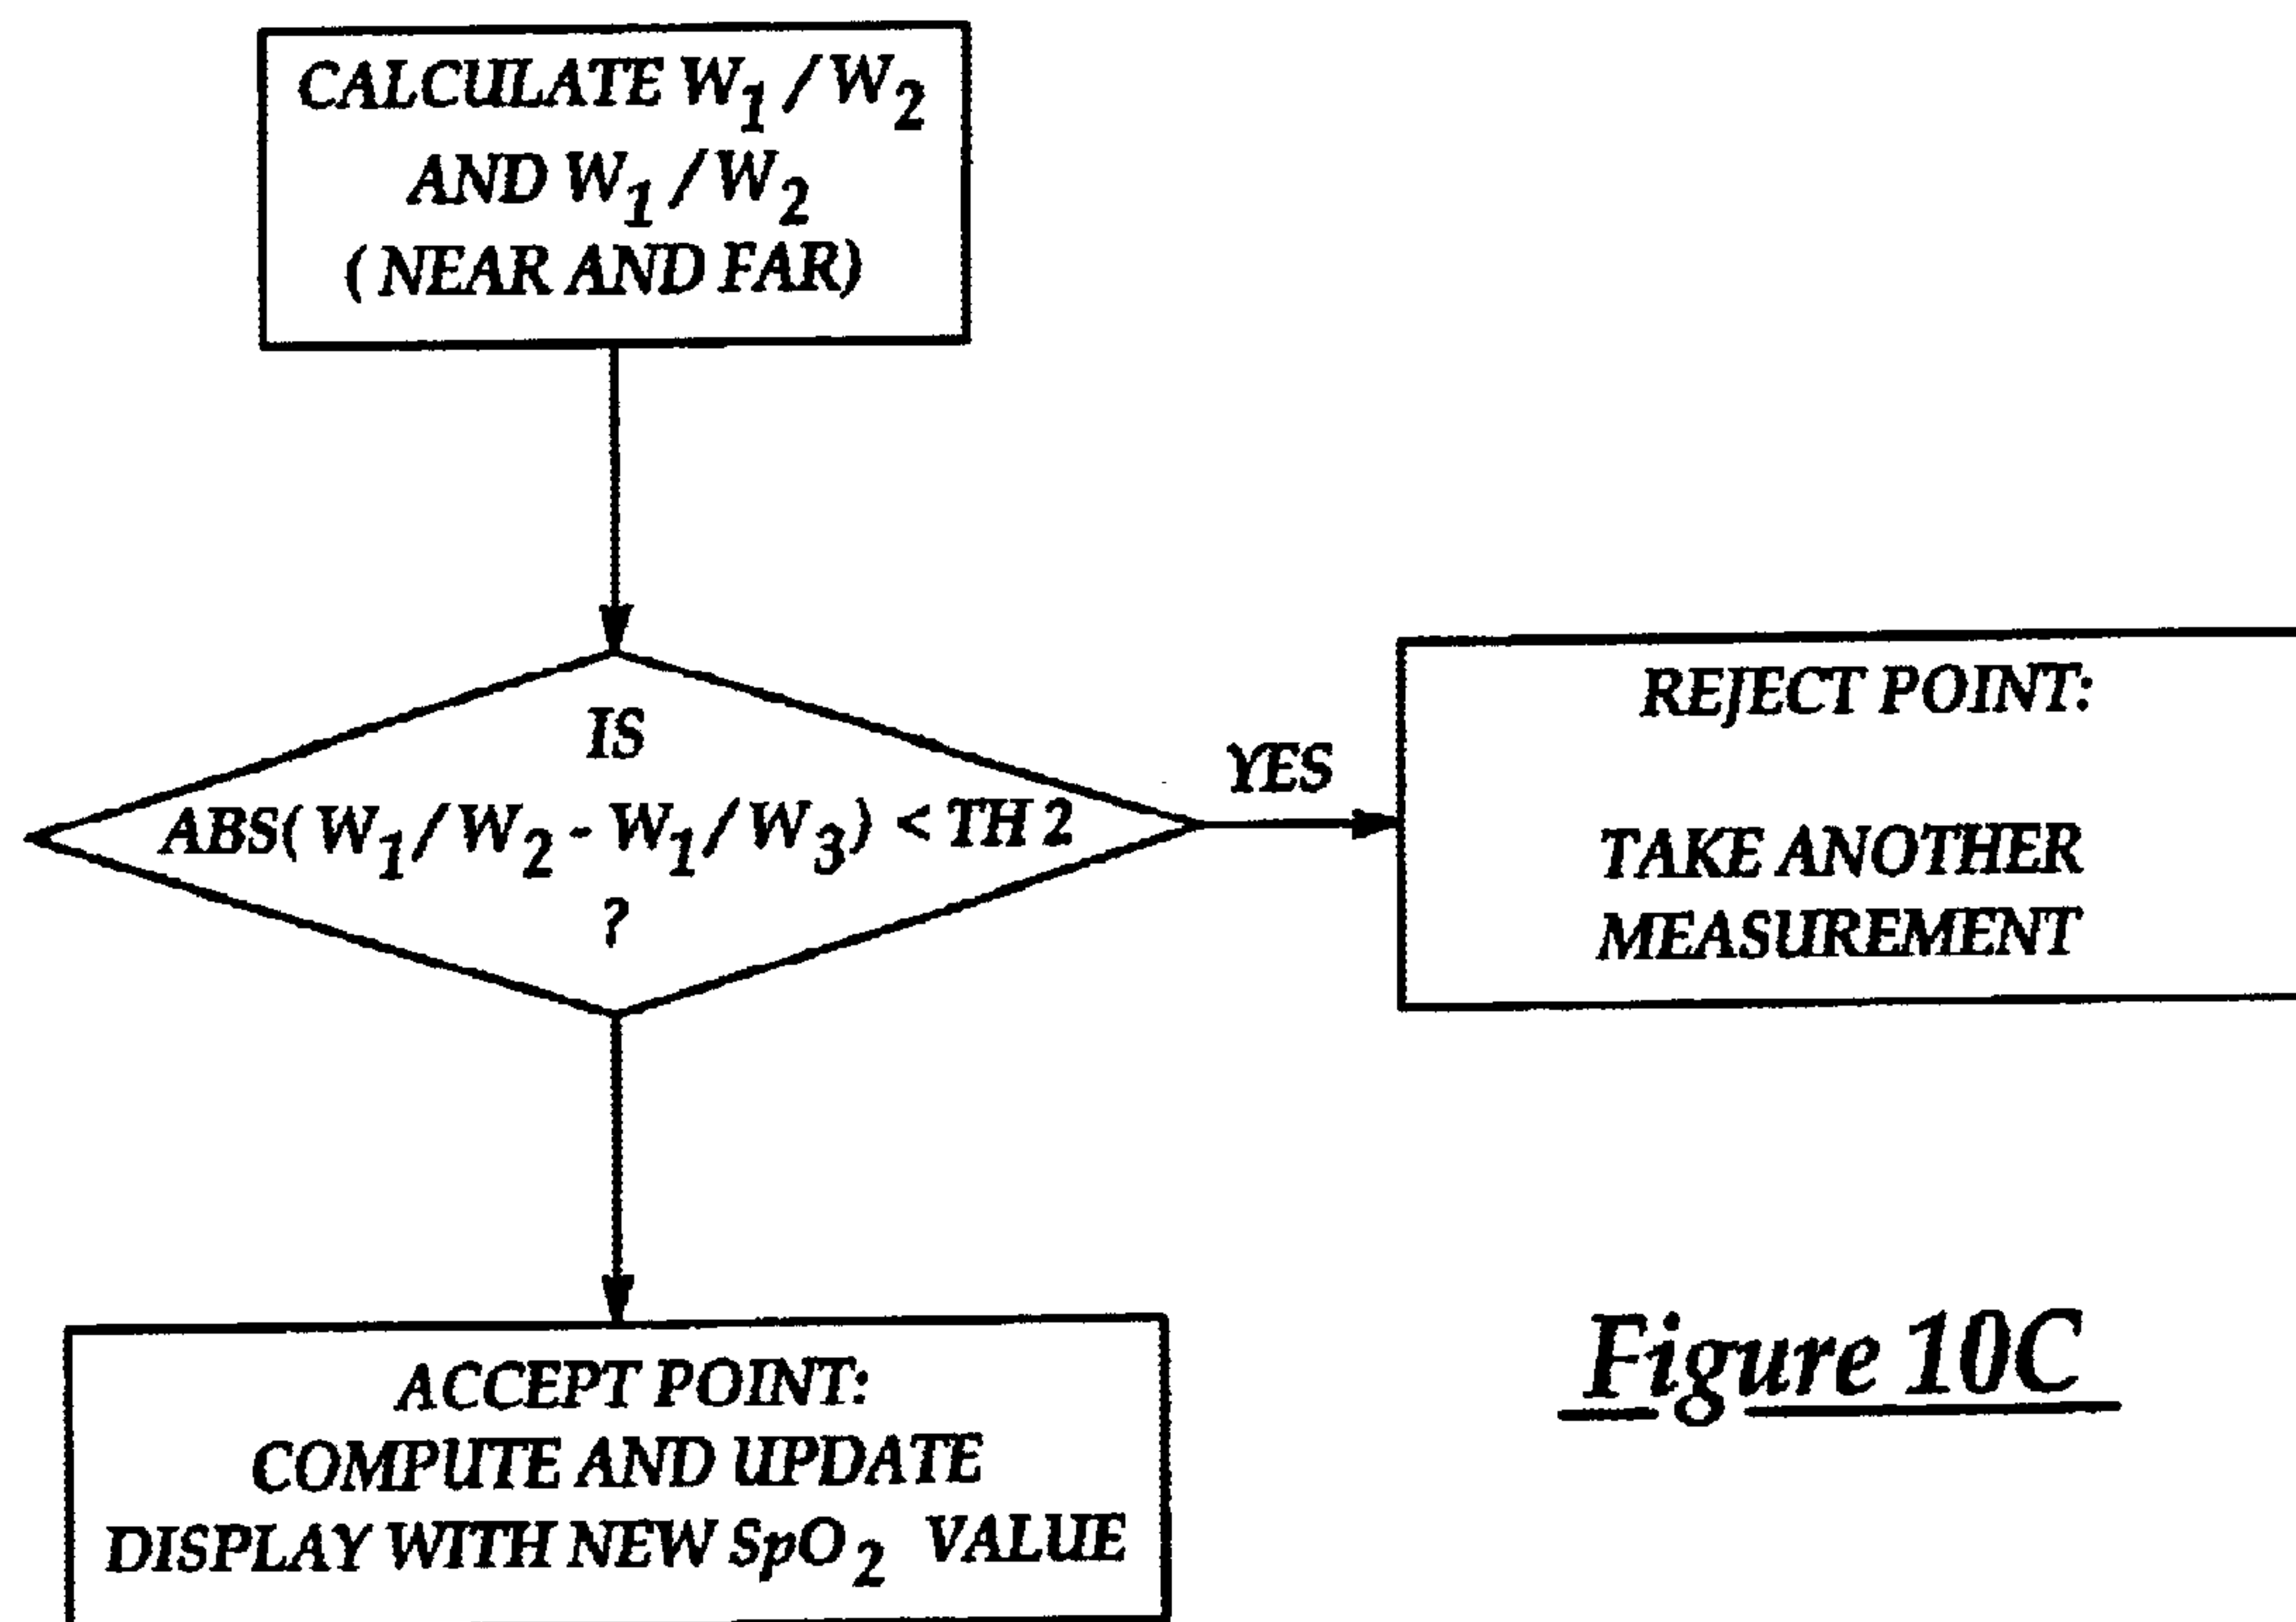 CALCULATE W₁/W₂
AND W₁/W₂
(NEAR AND FAR)
IS
ABS(W₁/W₂ - W₁/W₃) < TH 2
?
YES
REJECT POINT:
TAKE ANOTHER
MEASUREMENT
ACCEPT POINT:
COMPUTE AND UPDATE
DISPLAY WITH NEW SpO₂ VALUE
Figure 10C